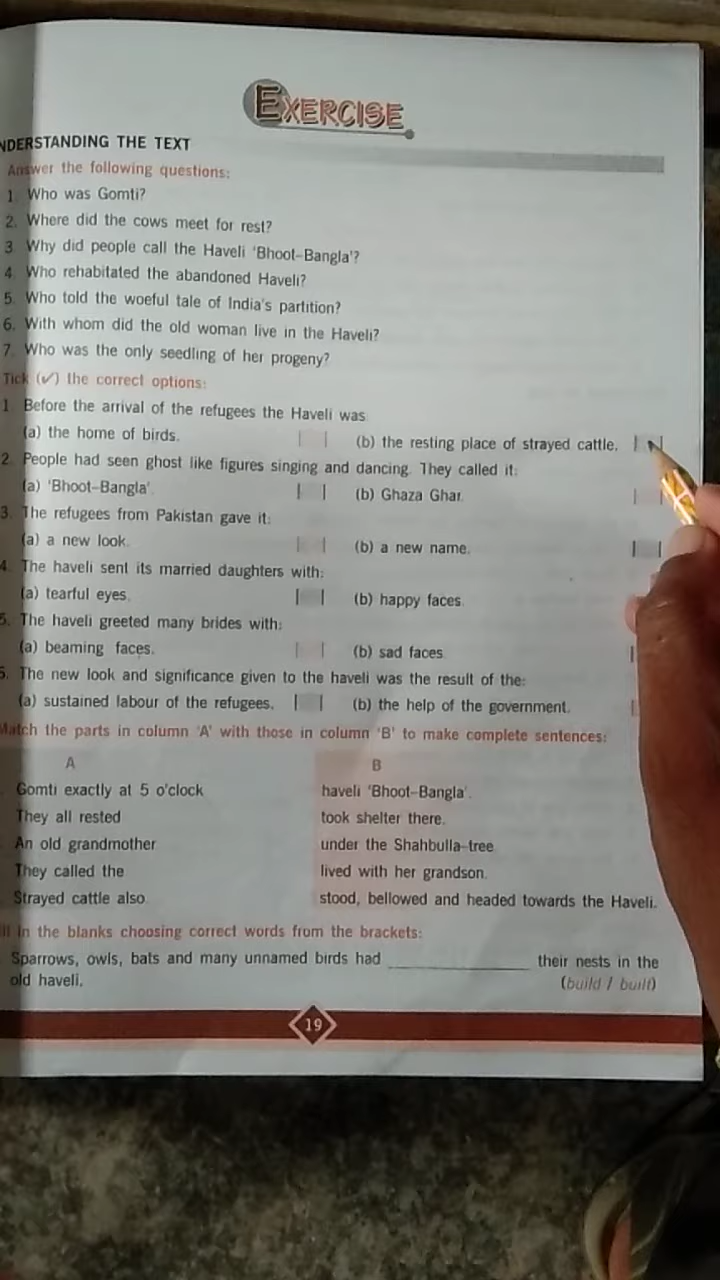 EXERCISE
NDERSTANDING THE TEXT
Answer the following questions:
1. Who was Gomti?
2. Where did the cows meet for rest?
3. Why did people call the Haveli 'Bhoot-Bangla'?
4. Who rehabitated the abandoned Haveli?
5. Who told the woeful tale of India's partition?
6. With whom did the old woman live in the Haveli?
7. Who was the only seedling of her progeny?
Tick (✓) the correct options:
1. Before the arrival of the refugees the Haveli was
(a) the home of birds. (b) the resting place of strayed cattle.
2. People had seen ghost like figures singing and dancing. They called it:
(a) 'Bhoot-Bangla'. (b) Ghaza Ghar.
3. The refugees from Pakistan gave it:
(a) a new look. (b) a new name.
4. The haveli sent its married daughters with:
(a) tearful eyes. (b) happy faces.
5. The haveli greeted many brides with:
(a) beaming faces. (b) sad faces
6. The new look and significance given to the haveli was the result of the:
(a) sustained labour of the refugees. (b) the help of the government.
Match the parts in column 'A' with those in column 'B' to make complete sentences:
A B
Gomti exactly at 5 o'clock haveli 'Bhoot-Bangla'.
They all rested took shelter there.
An old grandmother under the Shahbulla-tree
They called the lived with her grandson.
Strayed cattle also stood, bellowed and headed towards the Haveli.
ill in the blanks choosing correct words from the brackets:
Sparrows, owls, bats and many unnamed birds had ____________ their nests in the
old haveli. (build / built)
19